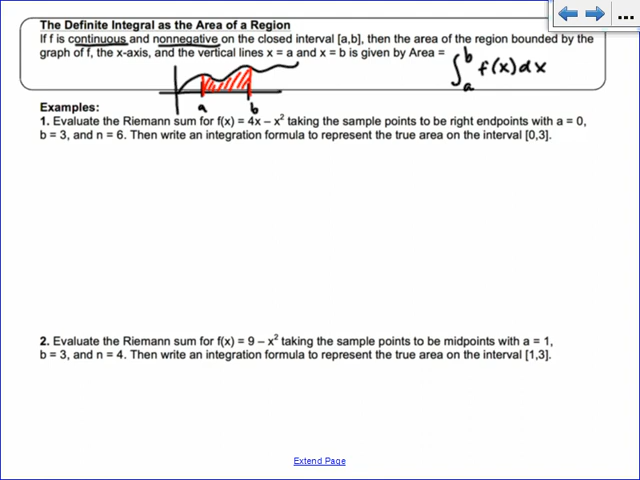 The Definite Integral as the Area of a Region
If f is continuous and nonnegative on the closed interval [a,b], then the area of the region bounded by the
graph of f, the x-axis, and the vertical lines x = a and x = b is given by Area =
∫ₐᵇ f(x)dx
a b
Examples:
1. Evaluate the Riemann sum for f(x) = 4x – x² taking the sample points to be right endpoints with a = 0,
b = 3, and n = 6. Then write an integration formula to represent the true area on the interval [0,3].
2. Evaluate the Riemann sum for f(x) = 9 – x² taking the sample points to be midpoints with a = 1,
b = 3, and n = 4. Then write an integration formula to represent the true area on the interval [1,3].
Extend Page